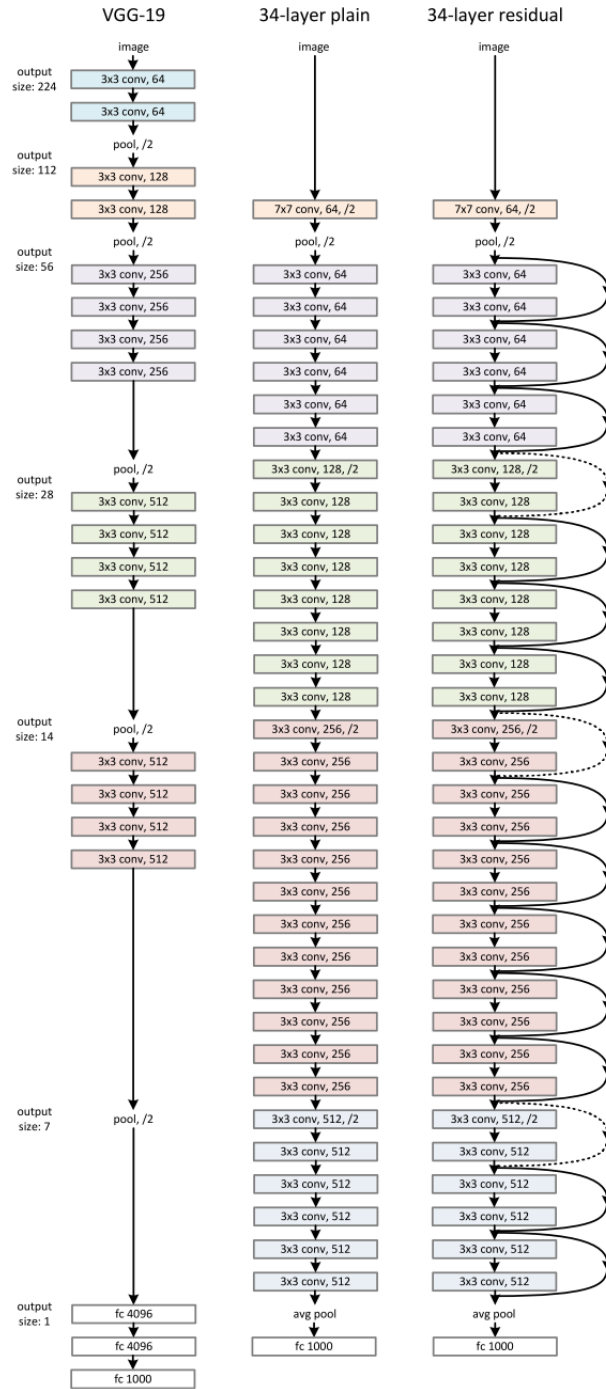 VGG-19
image
output
size: 224
3x3 conv, 64
3x3 conv, 64
pool, /2
output
size: 112
3x3 conv, 128
3x3 conv, 128
pool, /2
output
size: 56
3x3 conv, 256
3x3 conv, 256
3x3 conv, 256
3x3 conv, 256
pool, /2
output
size: 28
3x3 conv, 512
3x3 conv, 512
3x3 conv, 512
3x3 conv, 512
pool, /2
output
size: 14
3x3 conv, 512
3x3 conv, 512
3x3 conv, 512
3x3 conv, 512
output
size: 7
pool, /2
output
size: 1
fc 4096
fc 4096
fc 1000
34-layer plain
image
7x7 conv, 64, /2
pool, /2
3x3 conv, 64
3x3 conv, 64
3x3 conv, 64
3x3 conv, 64
3x3 conv, 64
3x3 conv, 64
3x3 conv, 128, /2
3x3 conv, 128
3x3 conv, 128
3x3 conv, 128
3x3 conv, 128
3x3 conv, 128
3x3 conv, 128
3x3 conv, 128
3x3 conv, 256, /2
3x3 conv, 256
3x3 conv, 256
3x3 conv, 256
3x3 conv, 256
3x3 conv, 256
3x3 conv, 256
3x3 conv, 256
3x3 conv, 256
3x3 conv, 256
3x3 conv, 256
3x3 conv, 256
3x3 conv, 512, /2
3x3 conv, 512
3x3 conv, 512
3x3 conv, 512
3x3 conv, 512
3x3 conv, 512
avg pool
fc 1000
34-layer residual
image
7x7 conv, 64, /2
pool, /2
3x3 conv, 64
3x3 conv, 64
3x3 conv, 64
3x3 conv, 64
3x3 conv, 64
3x3 conv, 64
3x3 conv, 128, /2
3x3 conv, 128
3x3 conv, 128
3x3 conv, 128
3x3 conv, 128
3x3 conv, 128
3x3 conv, 128
3x3 conv, 128
3x3 conv, 256, /2
3x3 conv, 256
3x3 conv, 256
3x3 conv, 256
3x3 conv, 256
3x3 conv, 256
3x3 conv, 256
3x3 conv, 256
3x3 conv, 256
3x3 conv, 256
3x3 conv, 256
3x3 conv, 256
3x3 conv, 512, /2
3x3 conv, 512
3x3 conv, 512
3x3 conv, 512
3x3 conv, 512
3x3 conv, 512
avg pool
fc 1000